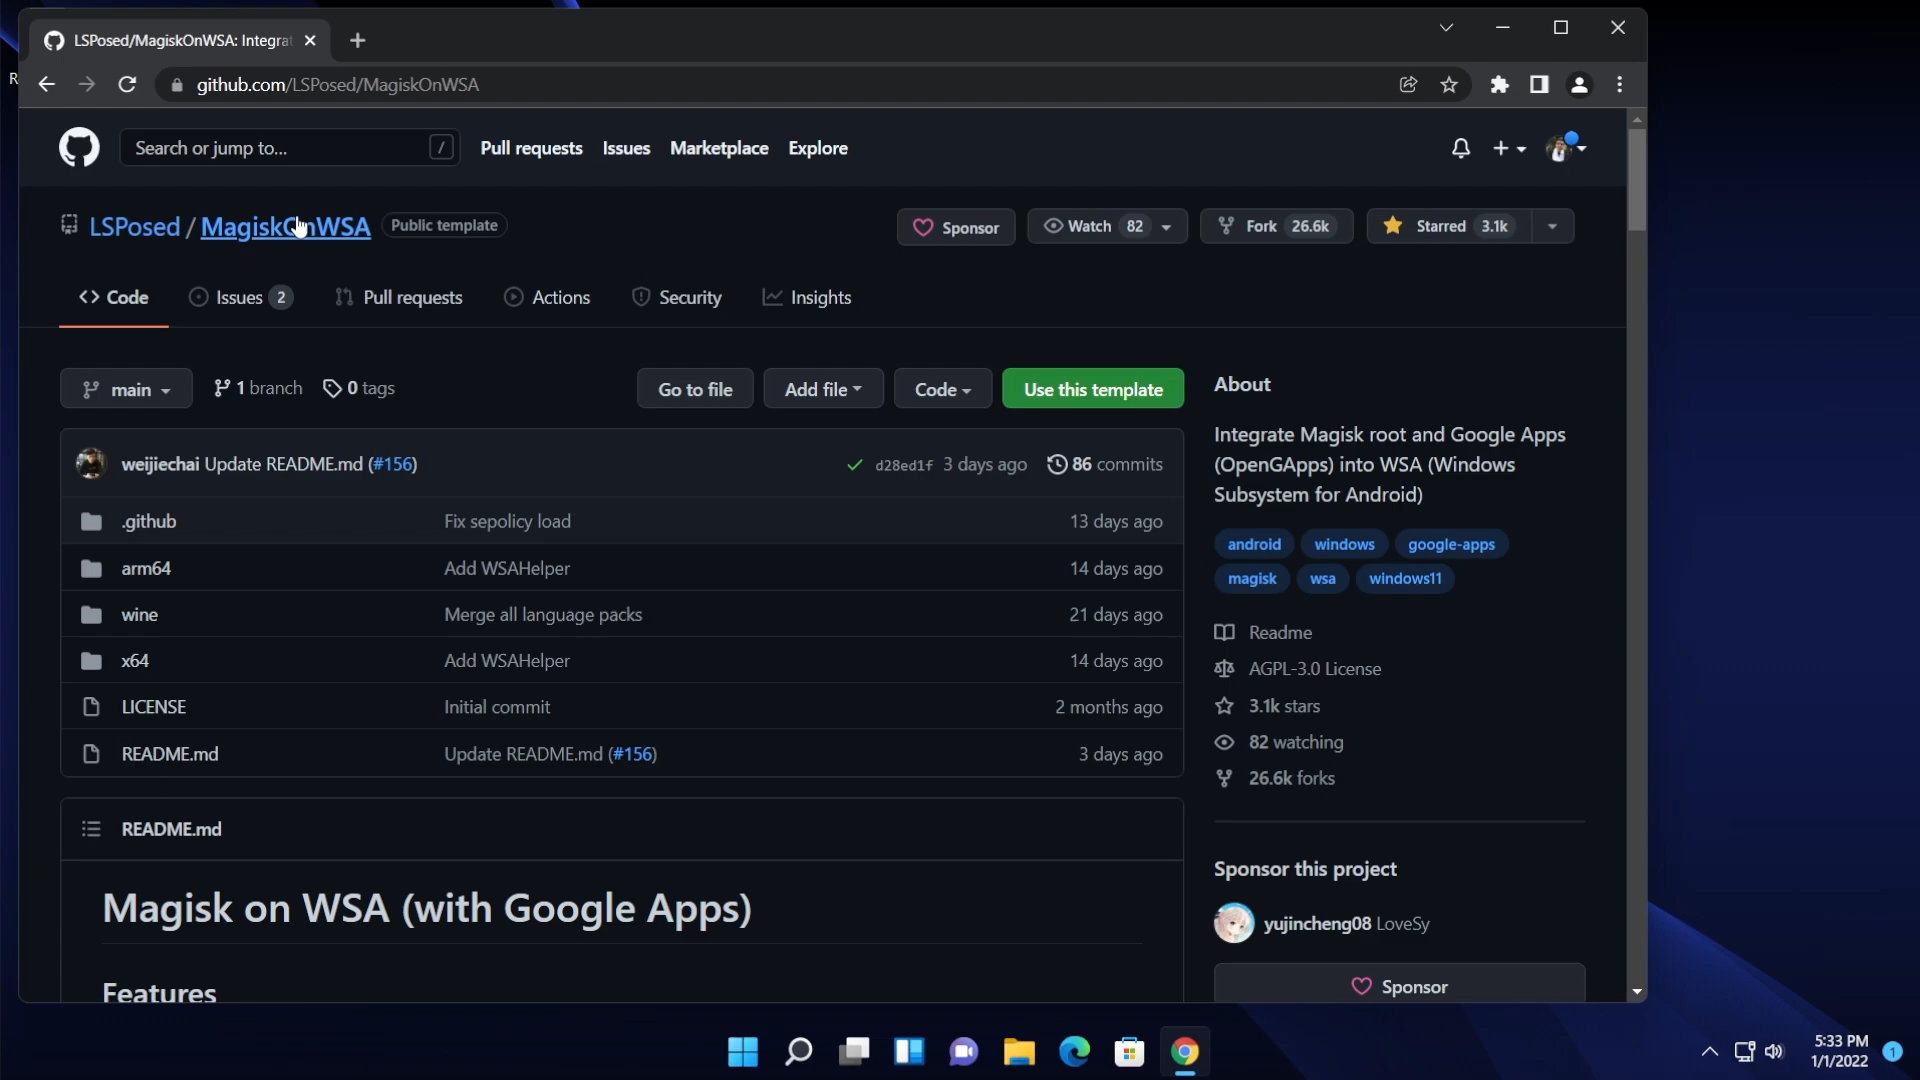 R
LSPosed/MagiskOnWSA: Integrat
github.com/LSPosed/MagiskOnWSA
Search or jump to... /
Pull requests Issues Marketplace Explore
LSPosed / MagiskOnWSA Public template
Sponsor Watch 82 Fork 26.6k Starred 3.1k
<> Code Issues 2 Pull requests Actions Security Insights
main 1 branch 0 tags Go to file Add file Code Use this template
weijiechai Update README.md (#156) d28ed1f 3 days ago 86 commits
.github Fix sepolicy load 13 days ago
arm64 Add WSAHelper 14 days ago
wine Merge all language packs 21 days ago
x64 Add WSAHelper 14 days ago
LICENSE Initial commit 2 months ago
README.md Update README.md (#156) 3 days ago
README.md
Magisk on WSA (with Google Apps)
Features
About
Integrate Magisk root and Google Apps
(OpenGApps) into WSA (Windows
Subsystem for Android)
android windows google-apps
magisk wsa windows11
Readme
AGPL-3.0 License
3.1k stars
82 watching
26.6k forks
Sponsor this project
yujincheng08 LoveSy
Sponsor
5:33 PM
1/1/2022
1